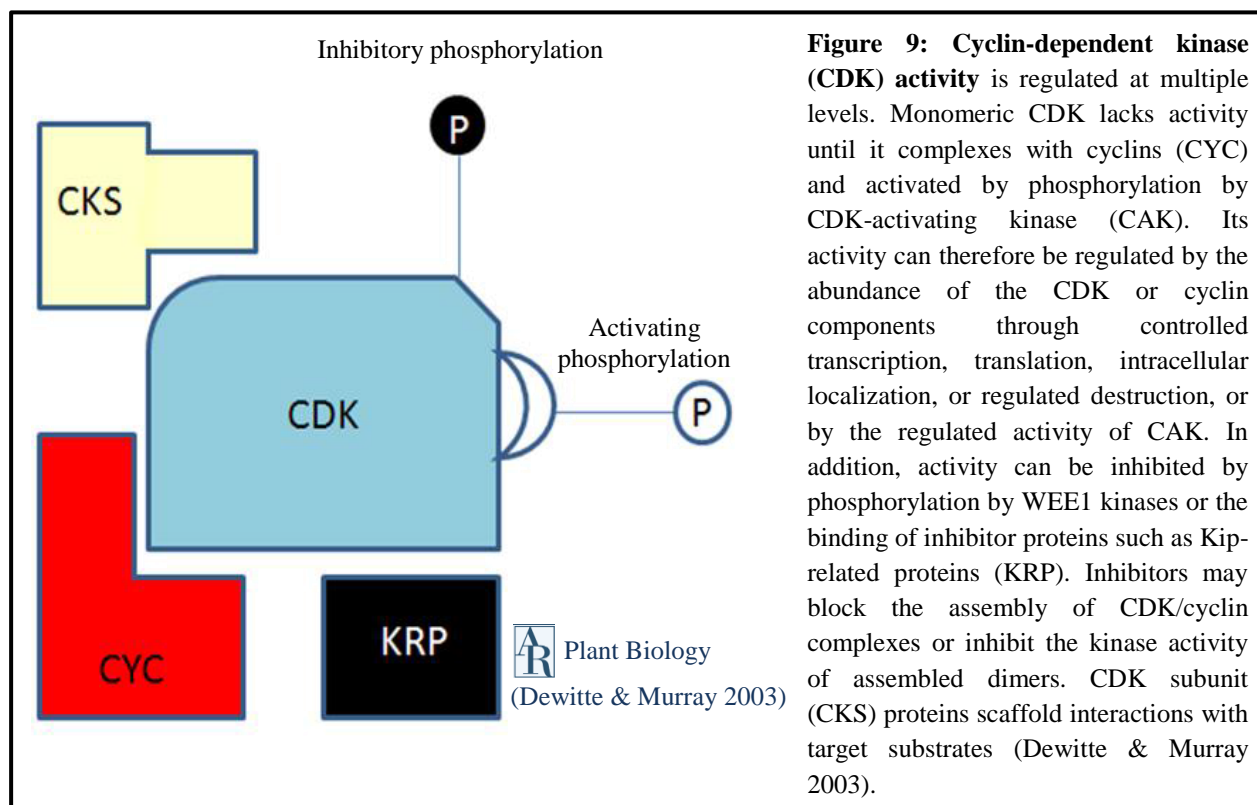 Inhibitory phosphorylation
P
CKS
Activating
phosphorylation
CDK
P
CYC
KRP
AR Plant Biology
(Dewitte & Murray 2003)
Figure 9: Cyclin-dependent kinase
(CDK) activity is regulated at multiple
levels. Monomeric CDK lacks activity
until it complexes with cyclins (CYC)
and activated by phosphorylation by
CDK-activating kinase (CAK). Its
activity can therefore be regulated by the
abundance of the CDK or cyclin
components through controlled
transcription, translation, intracellular
localization, or regulated destruction, or
by the regulated activity of CAK. In
addition, activity can be inhibited by
phosphorylation by WEE1 kinases or the
binding of inhibitor proteins such as Kip-
related proteins (KRP). Inhibitors may
block the assembly of CDK/cyclin
complexes or inhibit the kinase activity
of assembled dimers. CDK subunit
(CKS) proteins scaffold interactions with
target substrates (Dewitte & Murray
2003).